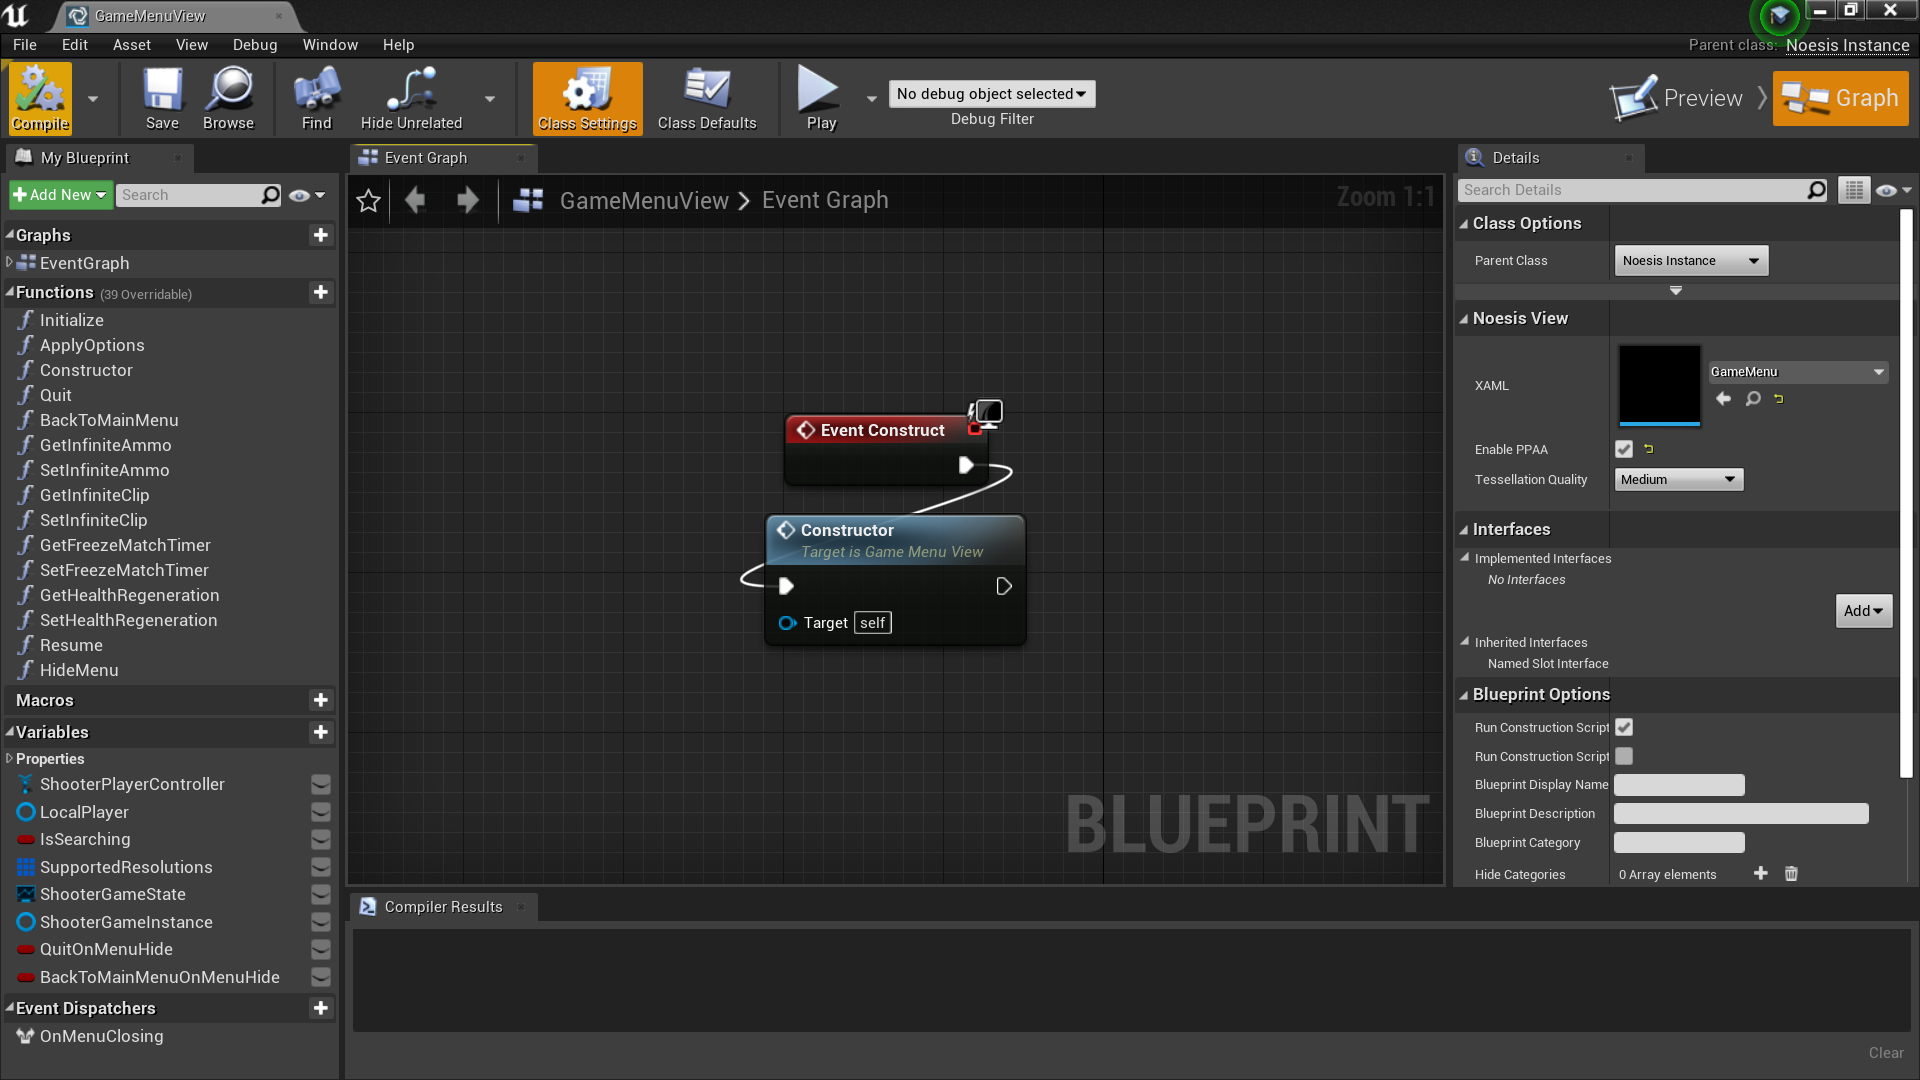 GameMenuView
File Edit Asset View Debug Window Help
Parent class: Noesis Instance
Compile
Save
Browse
Find
Hide Unrelated
Class Settings
Class Defaults
Play
No debug object selected
Debug Filter
Preview
Graph
My Blueprint
Add New
Search
Graphs
EventGraph
Functions (39 Overridable)
Initialize
ApplyOptions
Constructor
Quit
BackToMainMenu
GetInfiniteAmmo
SetInfiniteAmmo
GetInfiniteClip
SetInfiniteClip
GetFreezeMatchTimer
SetFreezeMatchTimer
GetHealthRegeneration
SetHealthRegeneration
Resume
HideMenu
Macros
Variables
Properties
ShooterPlayerController
LocalPlayer
IsSearching
SupportedResolutions
ShooterGameState
ShooterGameInstance
QuitOnMenuHide
BackToMainMenuOnMenuHide
Event Dispatchers
OnMenuClosing
Event Graph
GameMenuView > Event Graph
Zoom 1:1
Event Construct
Constructor
Target is Game Menu View
Target self
BLUEPRINT
Compiler Results
Clear
Details
Search Details
Class Options
Parent Class Noesis Instance
Noesis View
XAML GameMenu
Enable PPAA
Tessellation Quality Medium
Interfaces
Implemented Interfaces
No Interfaces
Add
Inherited Interfaces
Named Slot Interface
Blueprint Options
Run Construction Script
Run Construction Script
Blueprint Display Name
Blueprint Description
Blueprint Category
Hide Categories 0 Array elements